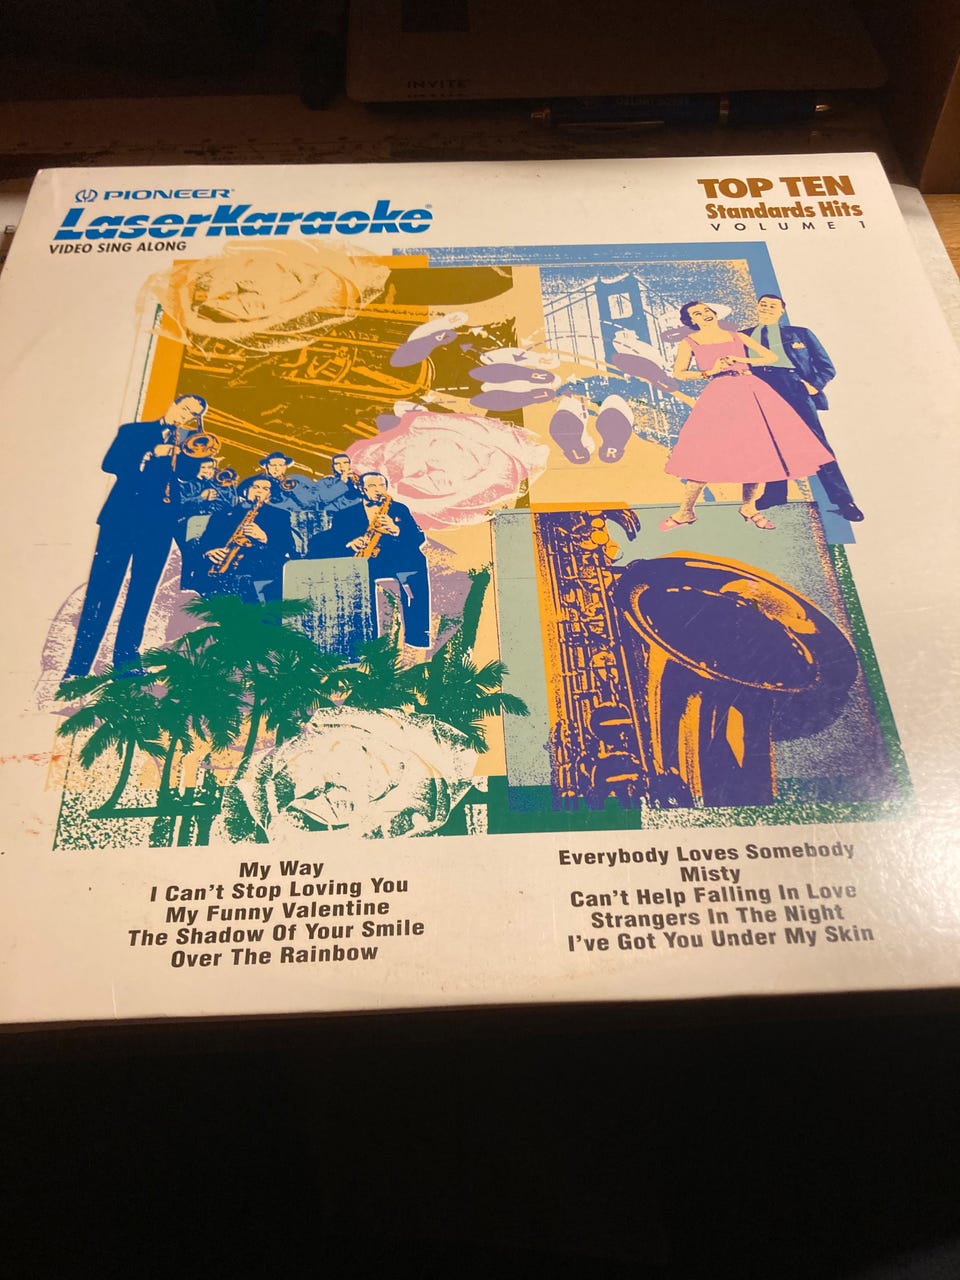 INVITE
PIONEER®
LaserKaraoke®
VIDEO SING ALONG
TOP TEN
Standards Hits
VOLUME 1
R
L R
My Way
I Can't Stop Loving You
My Funny Valentine
The Shadow Of Your Smile
Over The Rainbow
Everybody Loves Somebody
Misty
Can't Help Falling In Love
Strangers In The Night
I've Got You Under My Skin